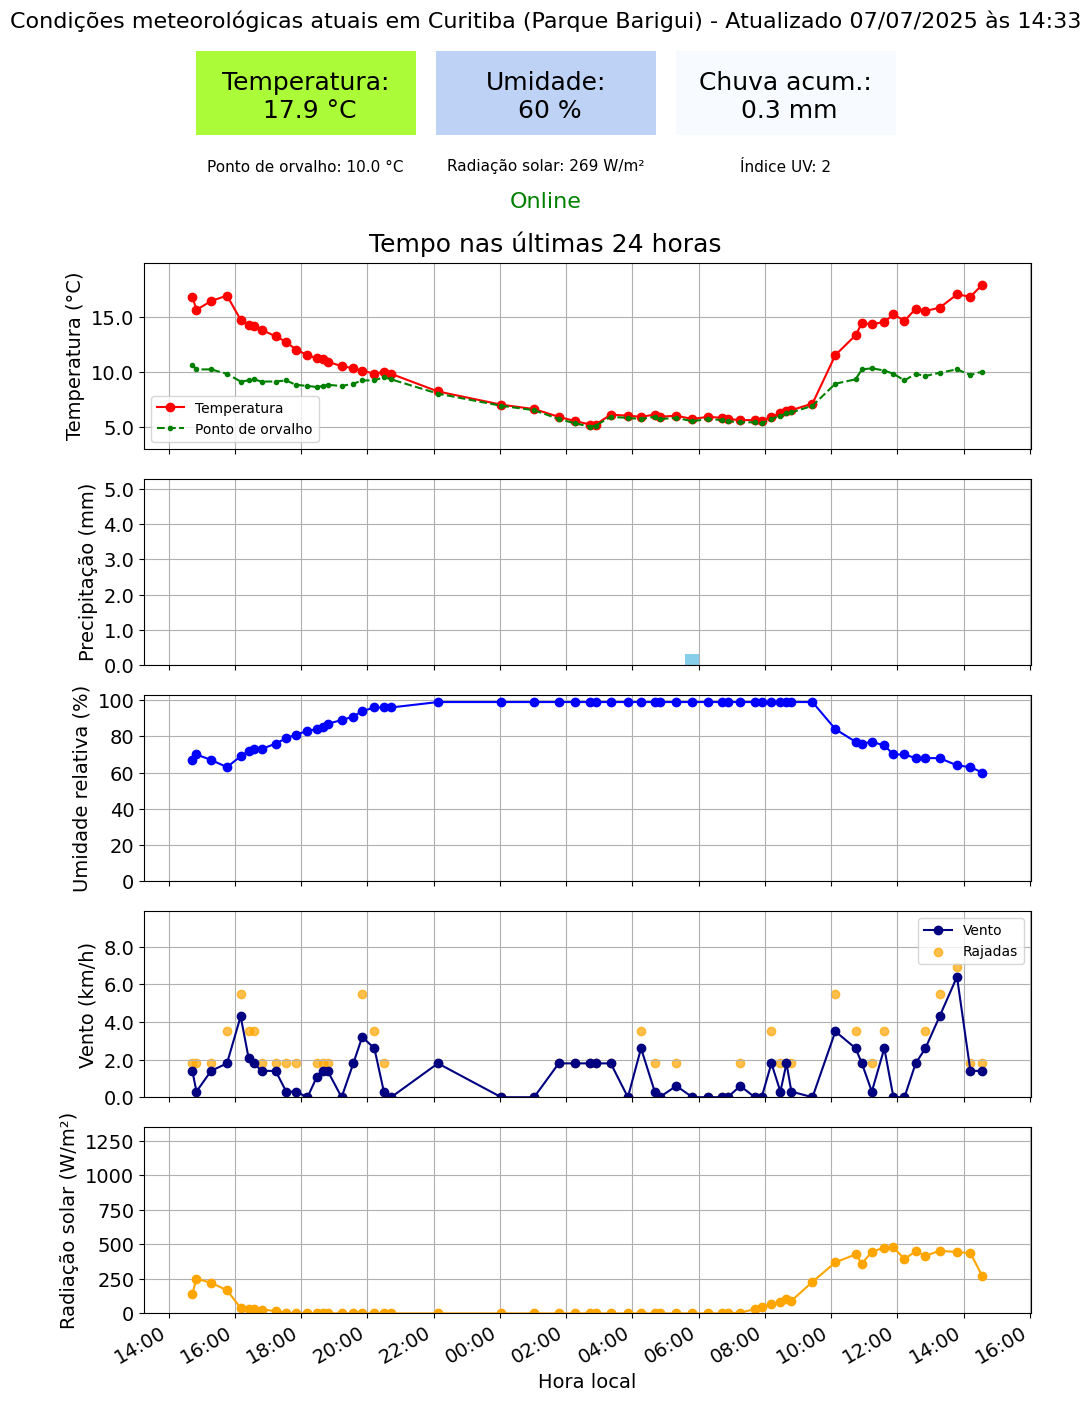 Condições meteorológicas atuais em Curitiba (Parque Barigui) - Atualizado 07/07/2025 às 14:33
Temperatura:
17.9 °C
Umidade:
60 %
Chuva acum.:
0.3 mm
Ponto de orvalho: 10.0 °C
Radiação solar: 269 W/m²
Índice UV: 2
Online
Tempo nas últimas 24 horas
Temperatura (°C)
15.0
10.0
5.0
Temperatura
Ponto de orvalho
Precipitação (mm)
5.0
4.0
3.0
2.0
1.0
0.0
Umidade relativa (%)
100
80
60
40
20
0
Vento (km/h)
8.0
6.0
4.0
2.0
0.0
Vento
Rajadas
Radiação solar (W/m²)
1250
1000
750
500
250
0
14:00
16:00
18:00
20:00
22:00
00:00
02:00
04:00
06:00
08:00
10:00
12:00
14:00
16:00
Hora local